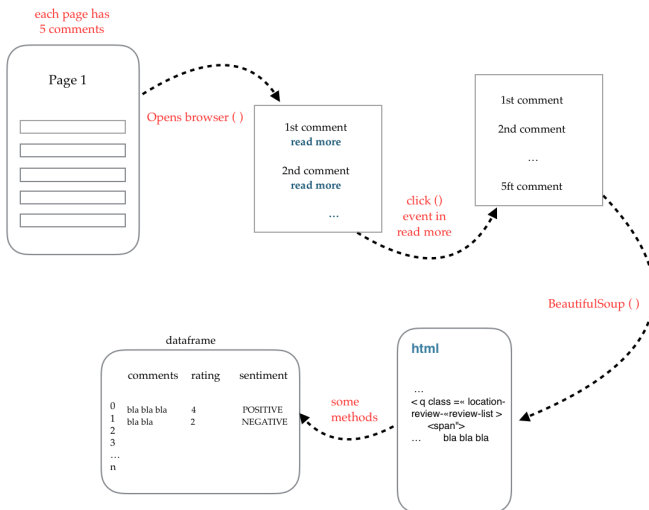 each page has
5 comments
Page 1
Opens browser ( )
1st comment
read more
2nd comment
read more
...
click ()
event in
read more
1st comment
2nd comment
...
5ft comment
BeautifulSoup ( )
html
...
< q class =« location-
review-«review-list >
<span">
... bla bla bla
some
methods
dataframe
comments rating sentiment
0 bla bla bla 4 POSITIVE
1 bla bla 2 NEGATIVE
2
3
...
n